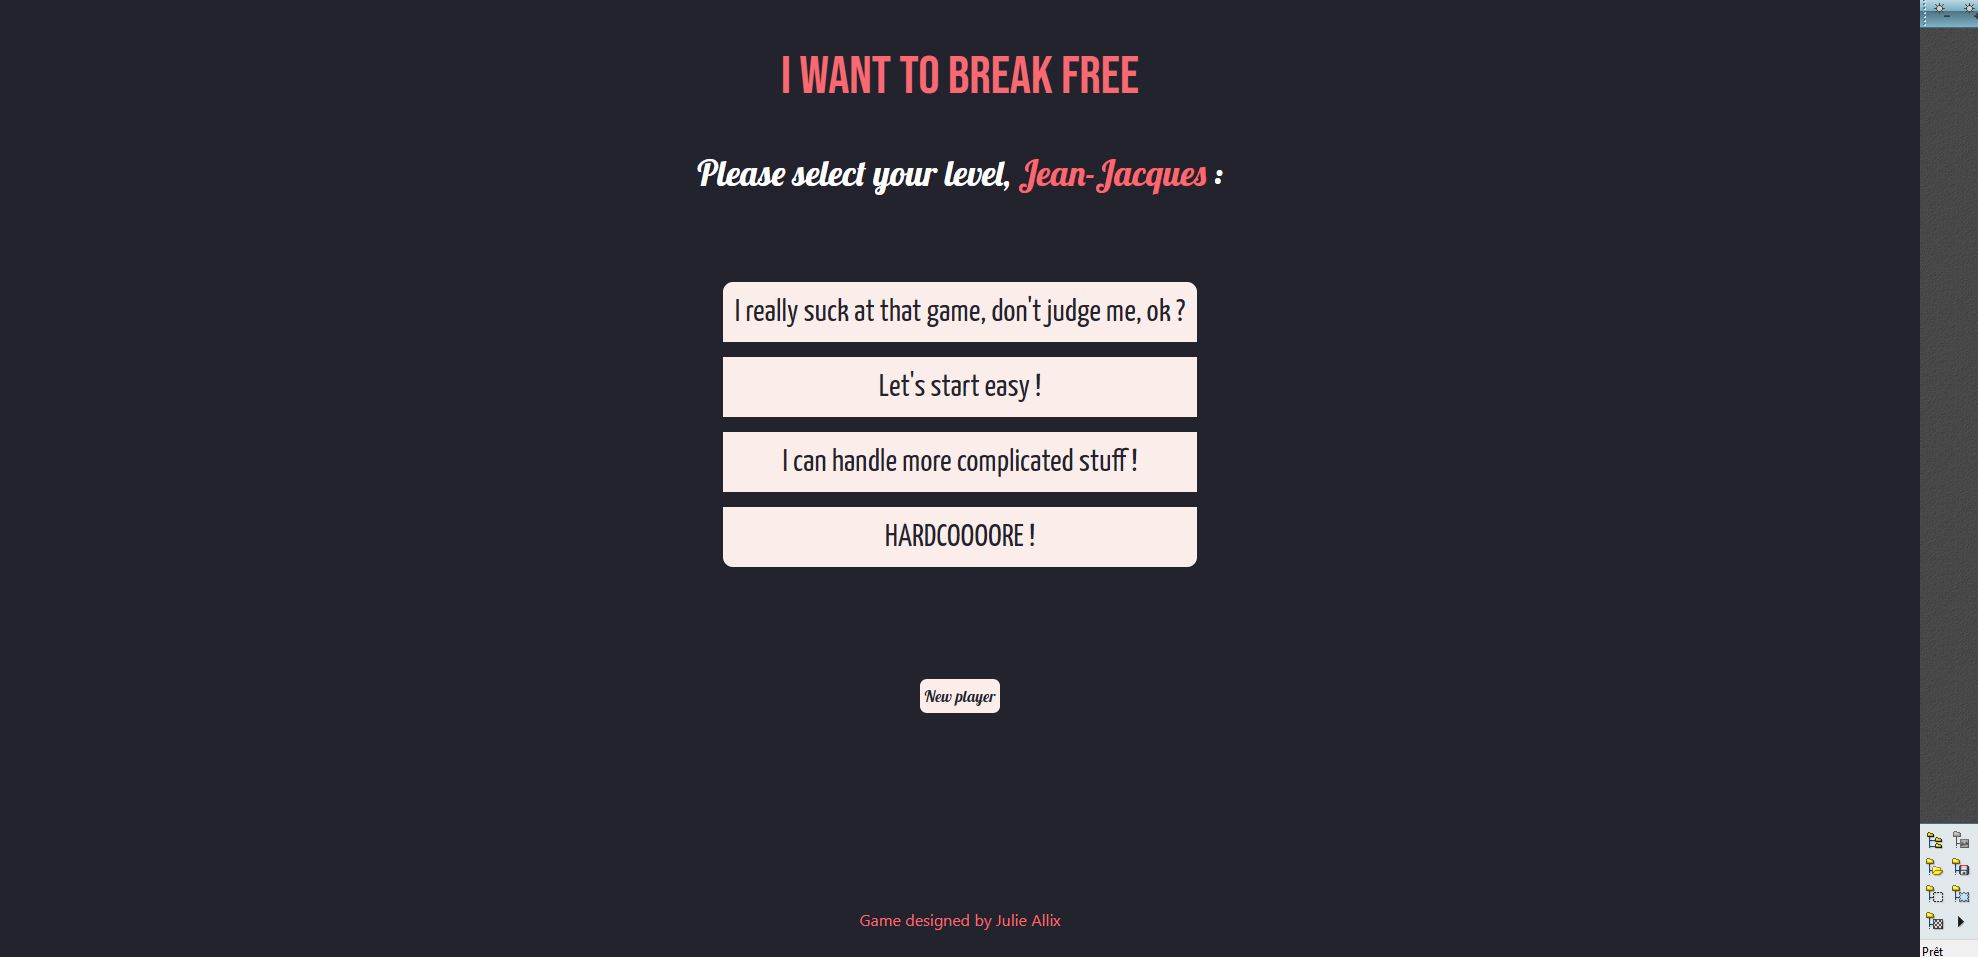 I WANT TO BREAK FREE
Please select your level, Jean-Jacques :
I really suck at that game, don't judge me, ok ?
Let's start easy !
I can handle more complicated stuff !
HARDCOOOORE !
New player
Game designed by Julie Allix
Prêt